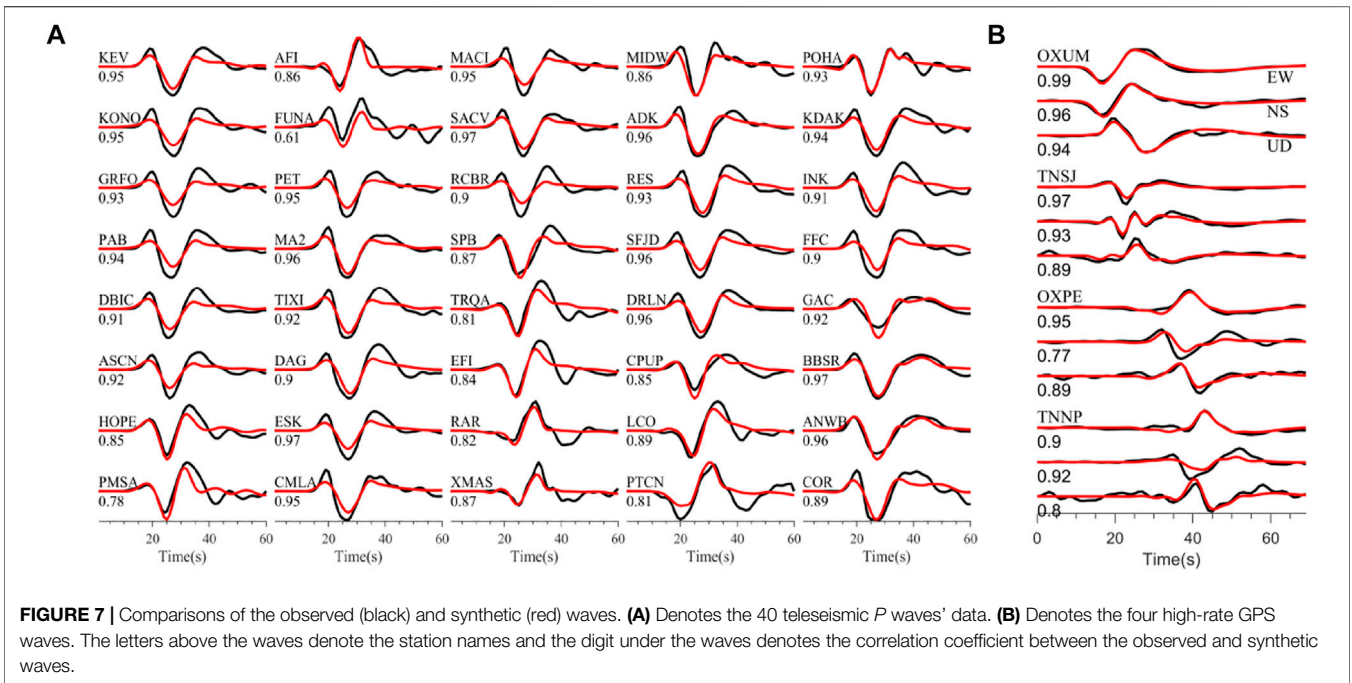 A
B
KEV
0.95
AFI
0.86
MACI
0.95
MIDW
0.86
POHA
0.93
KONO
0.95
FUNA
0.61
SACV
0.97
ADK
0.96
KDAK
0.94
GRFO
0.93
PET
0.95
RCBR
0.9
RES
0.93
INK
0.91
PAB
0.94
MA2
0.96
SPB
0.87
SFJD
0.96
FFC
0.9
DBIC
0.91
TIXI
0.92
TRQA
0.81
DRLN
0.96
GAC
0.92
ASCN
0.92
DAG
0.9
EFI
0.84
CPUP
0.85
BBSR
0.97
HOPE
0.85
ESK
0.97
RAR
0.82
LCO
0.89
ANWB
0.96
PMSA
0.78
CMLA
0.95
XMAS
0.87
PTCN
0.81
COR
0.89
20 40 60
20 40 60
20 40 60
20 40 60
20 40 60
Time(s)
Time(s)
Time(s)
Time(s)
Time(s)
OXUM
0.99
EW
0.96
NS
0.94
UD
TNSJ
0.97
0.93
0.89
OXPE
0.95
0.77
0.89
TNNP
0.9
0.92
0.8
0 20 40 60
Time(s)
FIGURE 7 | Comparisons of the observed (black) and synthetic (red) waves. (A) Denotes the 40 teleseismic P waves' data. (B) Denotes the four high-rate GPS
waves. The letters above the waves denote the station names and the digit under the waves denotes the correlation coefficient between the observed and synthetic
waves.